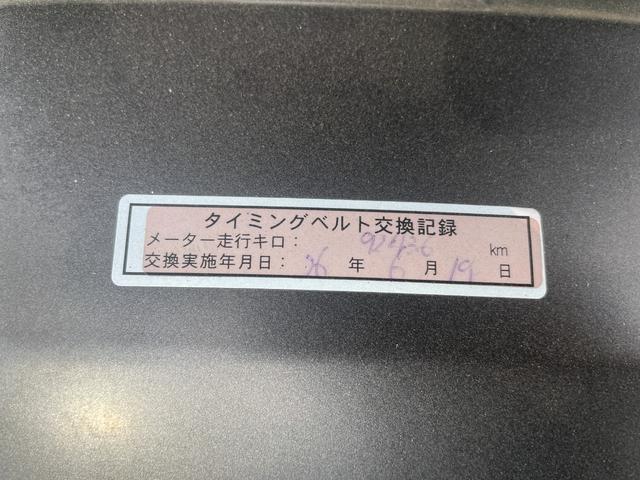 タイミングベルト交換記録
メーター走行キロ： km
交換実施年月日： 26 年 6 月 19 日